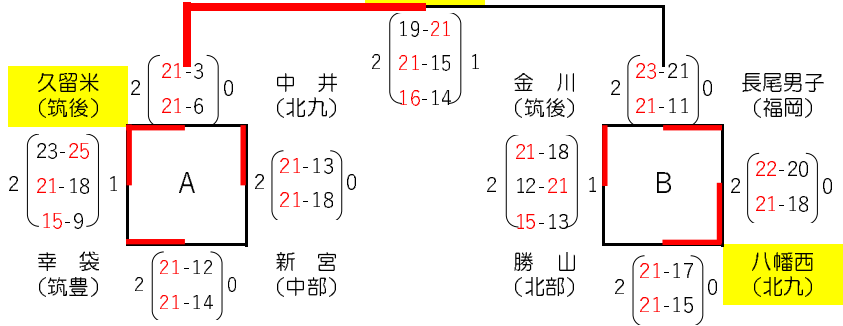 19-21
2 21-15 1
16-14
久留米
(筑後)
2 21-3 0
21-6
中 井
(北九)
金 川
(筑後)
2 23-21 0
21-11
長尾男子
(福岡)
23-25
2 21-18 1
15-9
A
2 21-13 0
21-18
21-18
2 12-21 1
15-13
B
2 22-20 0
21-18
幸 袋
(筑豊)
2 21-12 0
21-14
新 宮
(中部)
勝 山
(北部)
2 21-17 0
21-15
八幡西
(北九)